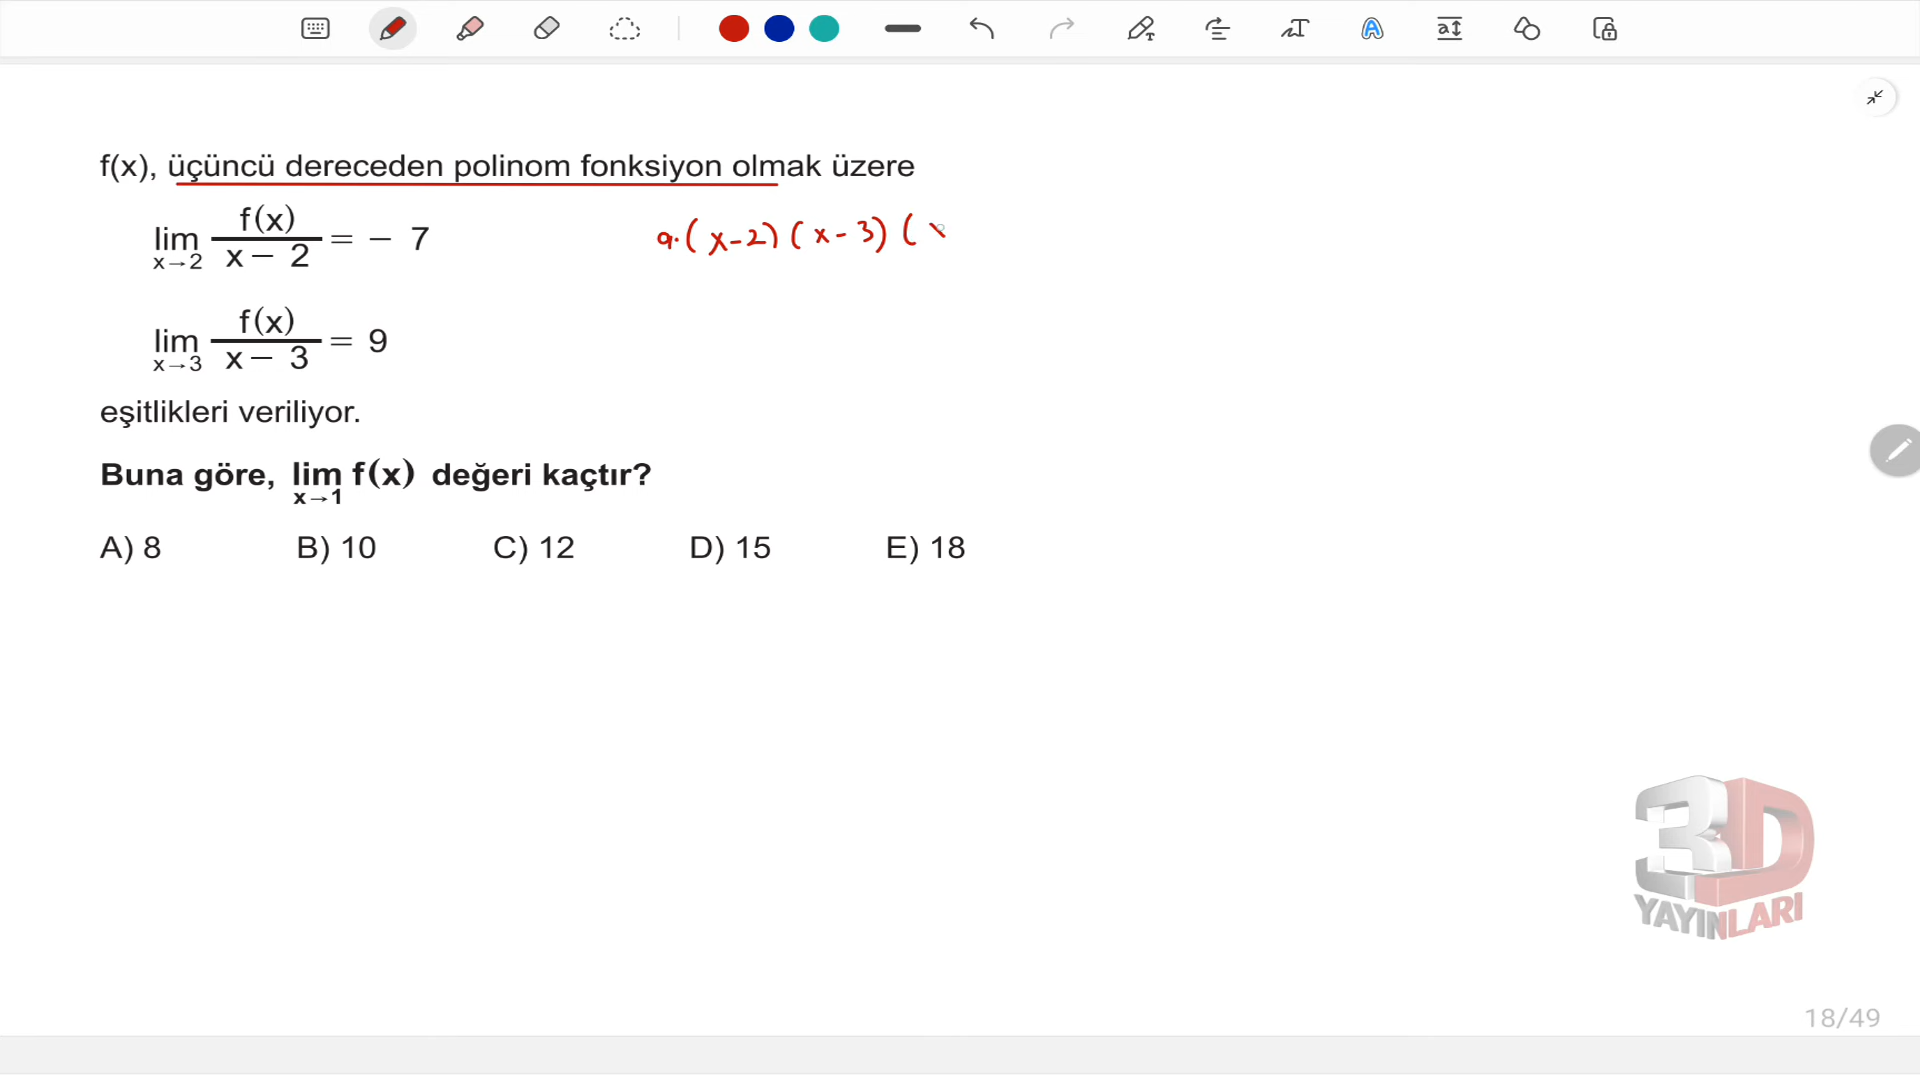 f(x), üçüncü dereceden polinom fonksiyon olmak üzere
lim x→2 f(x)/(x − 2) = − 7
a·(x-2)(x-3)(x
lim x→3 f(x)/(x − 3) = 9
eşitlikleri veriliyor.
Buna göre, lim x→1 f(x) değeri kaçtır?
A) 8 B) 10 C) 12 D) 15 E) 18
3D
YAYINLARI
18/49